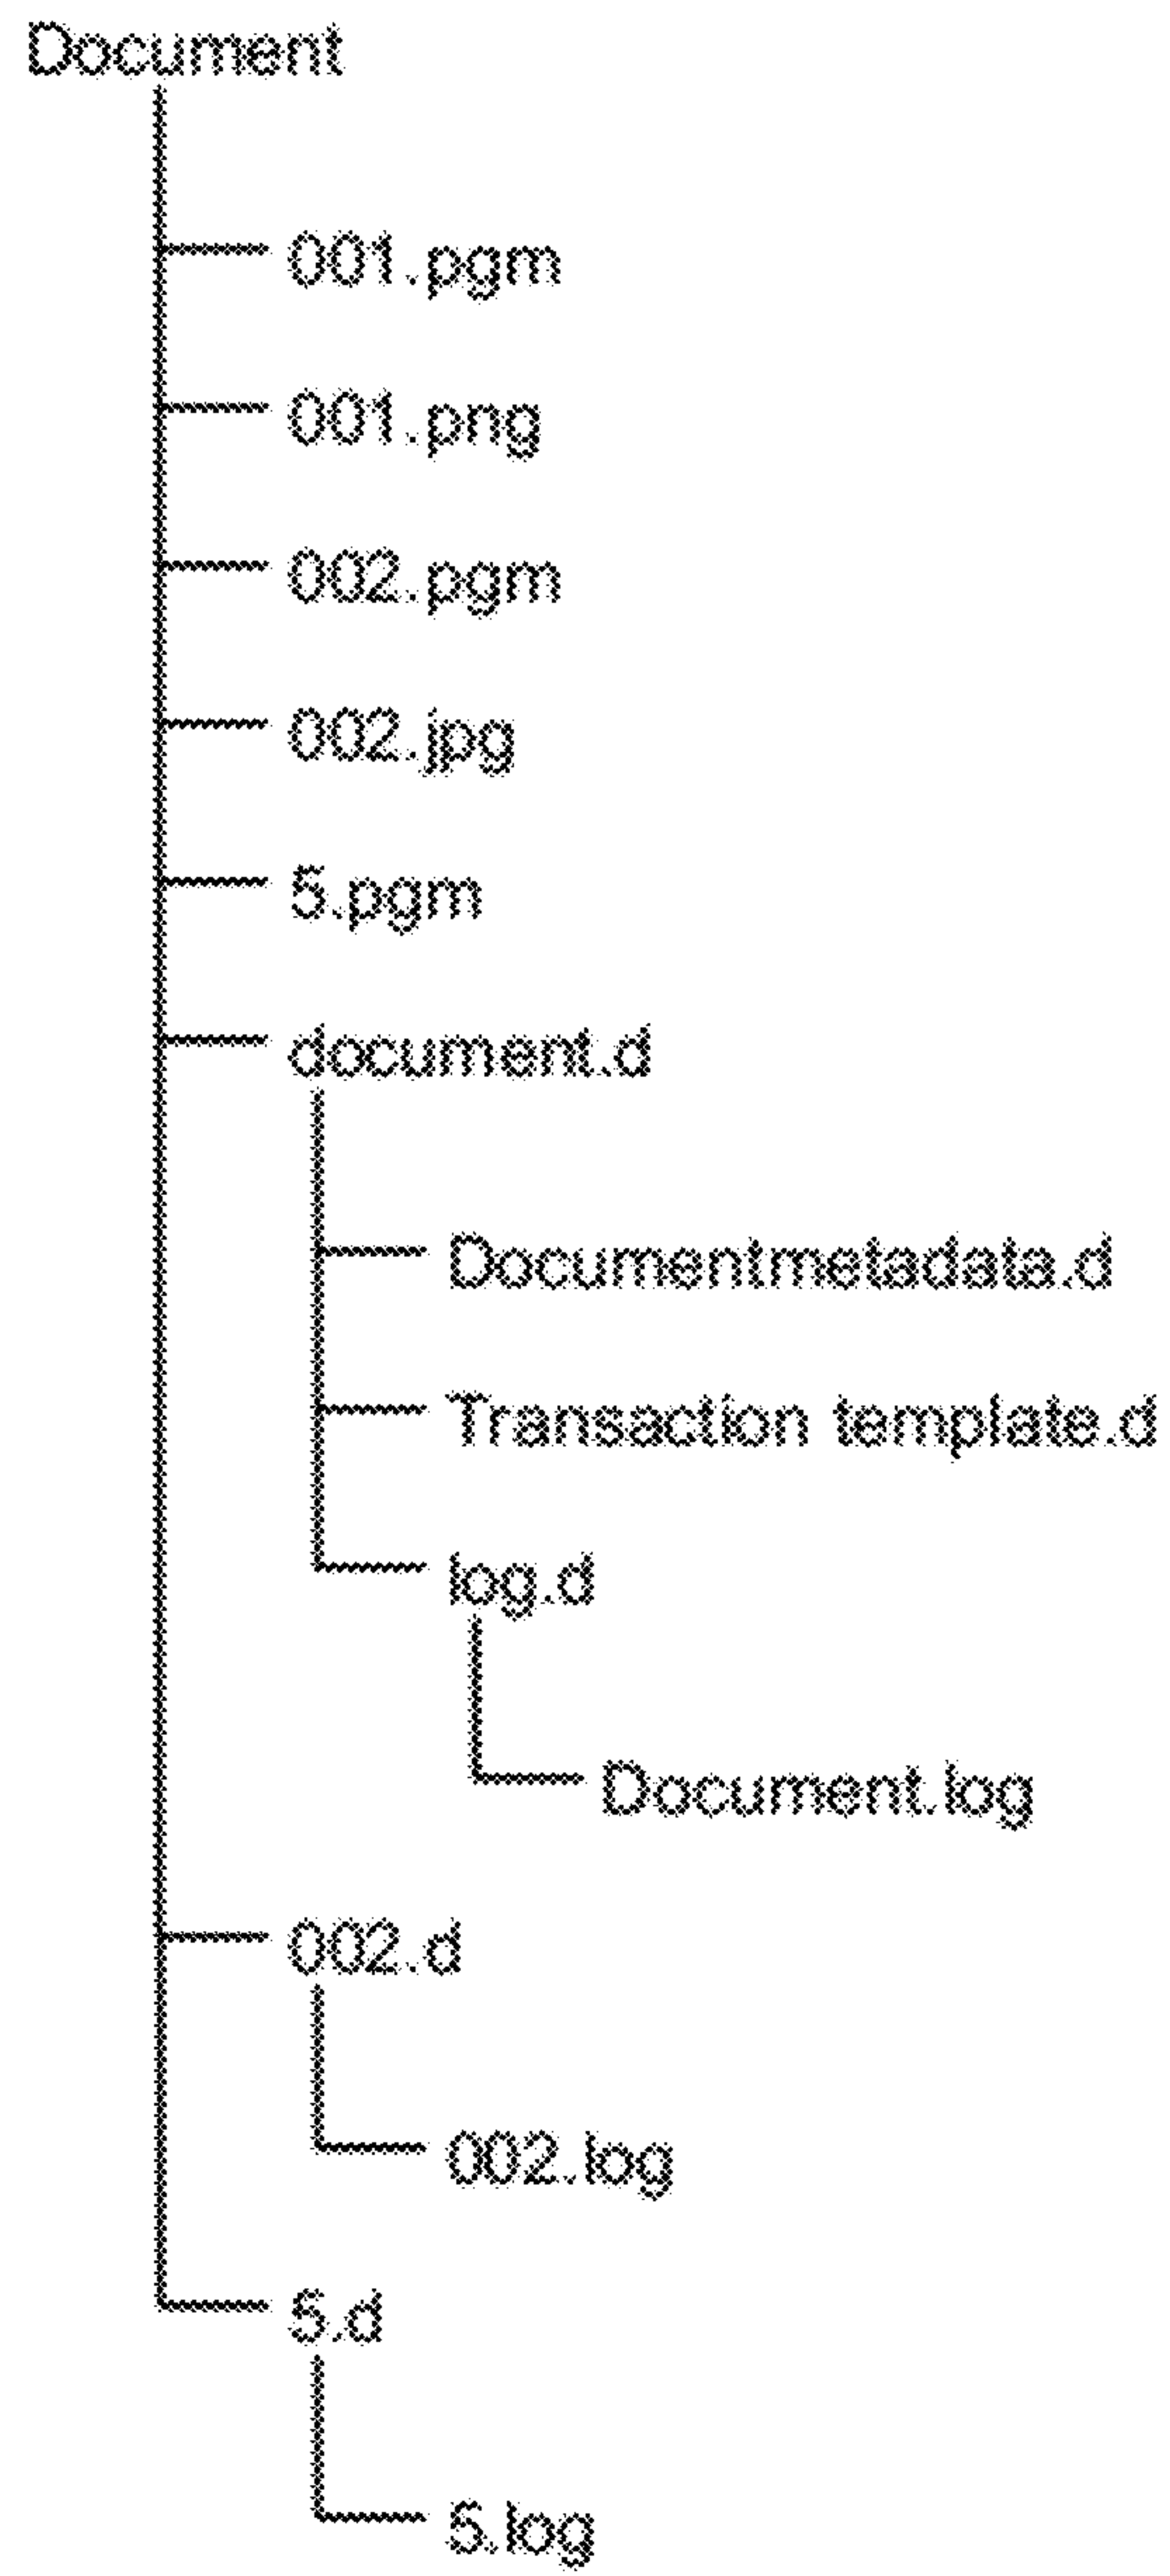 Document
001.pgm
001.png
002.pgm
002.jpg
5.pgm
document.d
Documentmetadata.d
Transaction template.d
log.d
Document.log
002.d
002.log
5.d
5.log